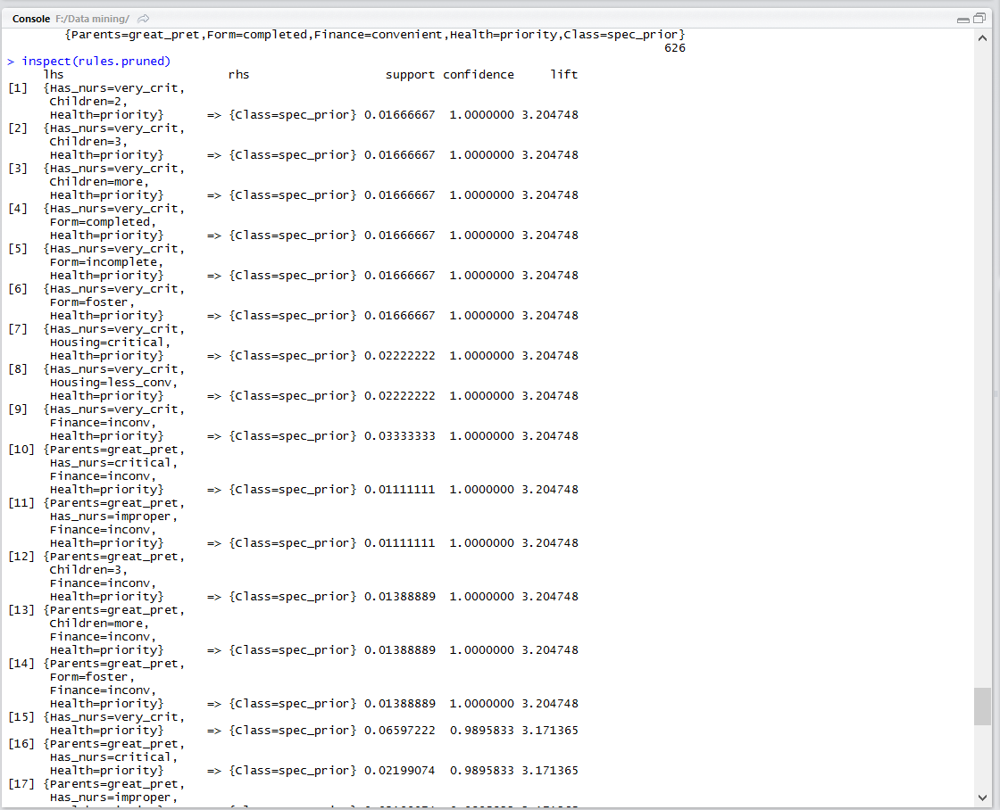 Console F:/Data mining/
{Parents=great_pret,Form=completed,Finance=convenient,Health=priority,Class=spec_prior}
626
> inspect(rules.pruned)
lhs rhs support confidence lift
[1] {Has_nurs=very_crit,
Children=2,
Health=priority} => {Class=spec_prior} 0.01666667 1.0000000 3.204748
[2] {Has_nurs=very_crit,
Children=3,
Health=priority} => {Class=spec_prior} 0.01666667 1.0000000 3.204748
[3] {Has_nurs=very_crit,
Children=more,
Health=priority} => {Class=spec_prior} 0.01666667 1.0000000 3.204748
[4] {Has_nurs=very_crit,
Form=completed,
Health=priority} => {Class=spec_prior} 0.01666667 1.0000000 3.204748
[5] {Has_nurs=very_crit,
Form=incomplete,
Health=priority} => {Class=spec_prior} 0.01666667 1.0000000 3.204748
[6] {Has_nurs=very_crit,
Form=foster,
Health=priority} => {Class=spec_prior} 0.01666667 1.0000000 3.204748
[7] {Has_nurs=very_crit,
Housing=critical,
Health=priority} => {Class=spec_prior} 0.02222222 1.0000000 3.204748
[8] {Has_nurs=very_crit,
Housing=less_conv,
Health=priority} => {Class=spec_prior} 0.02222222 1.0000000 3.204748
[9] {Has_nurs=very_crit,
Finance=inconv,
Health=priority} => {Class=spec_prior} 0.03333333 1.0000000 3.204748
[10] {Parents=great_pret,
Has_nurs=critical,
Finance=inconv,
Health=priority} => {Class=spec_prior} 0.01111111 1.0000000 3.204748
[11] {Parents=great_pret,
Has_nurs=improper,
Finance=inconv,
Health=priority} => {Class=spec_prior} 0.01111111 1.0000000 3.204748
[12] {Parents=great_pret,
Children=3,
Finance=inconv,
Health=priority} => {Class=spec_prior} 0.01388889 1.0000000 3.204748
[13] {Parents=great_pret,
Children=more,
Finance=inconv,
Health=priority} => {Class=spec_prior} 0.01388889 1.0000000 3.204748
[14] {Parents=great_pret,
Form=foster,
Finance=inconv,
Health=priority} => {Class=spec_prior} 0.01388889 1.0000000 3.204748
[15] {Has_nurs=very_crit,
Health=priority} => {Class=spec_prior} 0.06597222 0.9895833 3.171365
[16] {Parents=great_pret,
Has_nurs=critical,
Health=priority} => {Class=spec_prior} 0.02199074 0.9895833 3.171365
[17] {Parents=great_pret,
Has_nurs=improper,